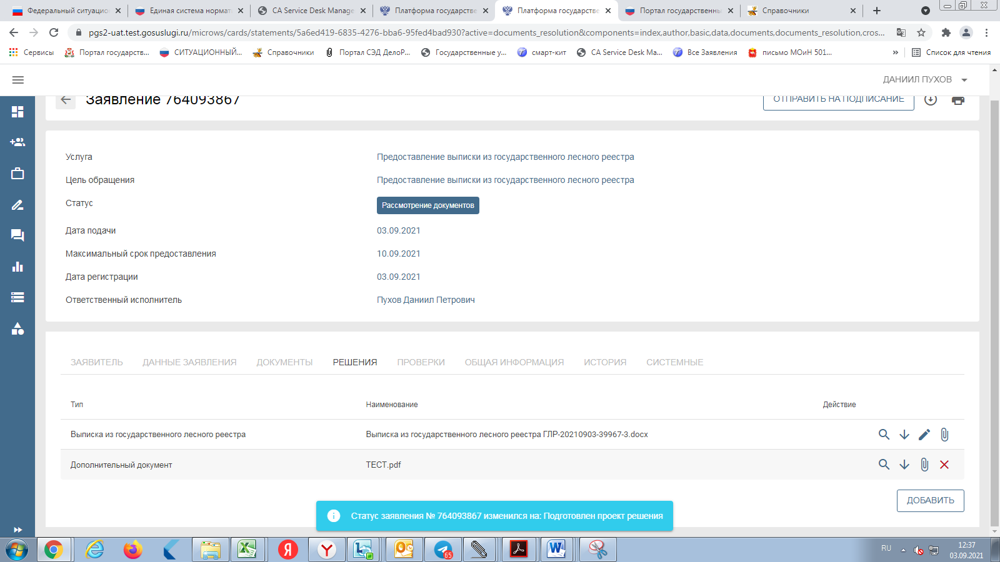 Федеральный ситуацио
Единая система нормат
CA Service Desk Manage
Платформа государстве
Платформа государстве
Портал государственны
Справочники
pgs2-uat.test.gosuslugi.ru/microws/cards/statements/5a6ed419-6835-4276-bba6-95fed4bad930?active=documents_resolution&components=index,author,basic,data,documents,documents_resolution,cros...
Сервисы
Портал государств...
СИТУАЦИОННЫЙ...
Справочники
Портал СЭД ДелоР...
Государственные у...
смарт-кит
CA Service Desk Ma...
Все Заявления
письмо МОиН 501...
»
Список для чтения
ДАНИИЛ ПУХОВ
Заявление 764093867
ОТПРАВИТЬ НА ПОДПИСАНИЕ
Услуга
Предоставление выписки из государственного лесного реестра
Цель обращения
Предоставление выписки из государственного лесного реестра
Статус
Рассмотрение документов
Дата подачи
03.09.2021
Максимальный срок предоставления
10.09.2021
Дата регистрации
03.09.2021
Ответственный исполнитель
Пухов Даниил Петрович
ЗАЯВИТЕЛЬ
ДАННЫЕ ЗАЯВЛЕНИЯ
ДОКУМЕНТЫ
РЕШЕНИЯ
ПРОВЕРКИ
ОБЩАЯ ИНФОРМАЦИЯ
ИСТОРИЯ
СИСТЕМНЫЕ
Тип
Наименование
Действие
Выписка из государственного лесного реестра
Выписка из государственного лесного реестра ГЛР-20210903-39967-3.docx
Дополнительный документ
ТЕСТ.pdf
ДОБАВИТЬ
Статус заявления № 764093867 изменился на: Подготовлен проект решения
65
RU
12:37
03.09.2021